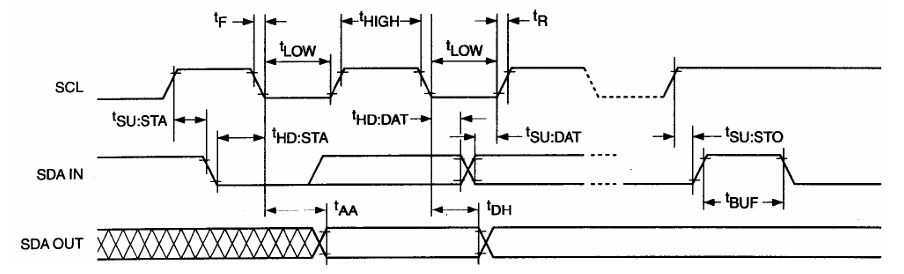 tF tHIGH tR
tLOW tLOW
SCL
tSU:STA tHD:STA tHD:DAT tSU:DAT tSU:STO
SDA IN
tBUF
tAA tDH
SDA OUT